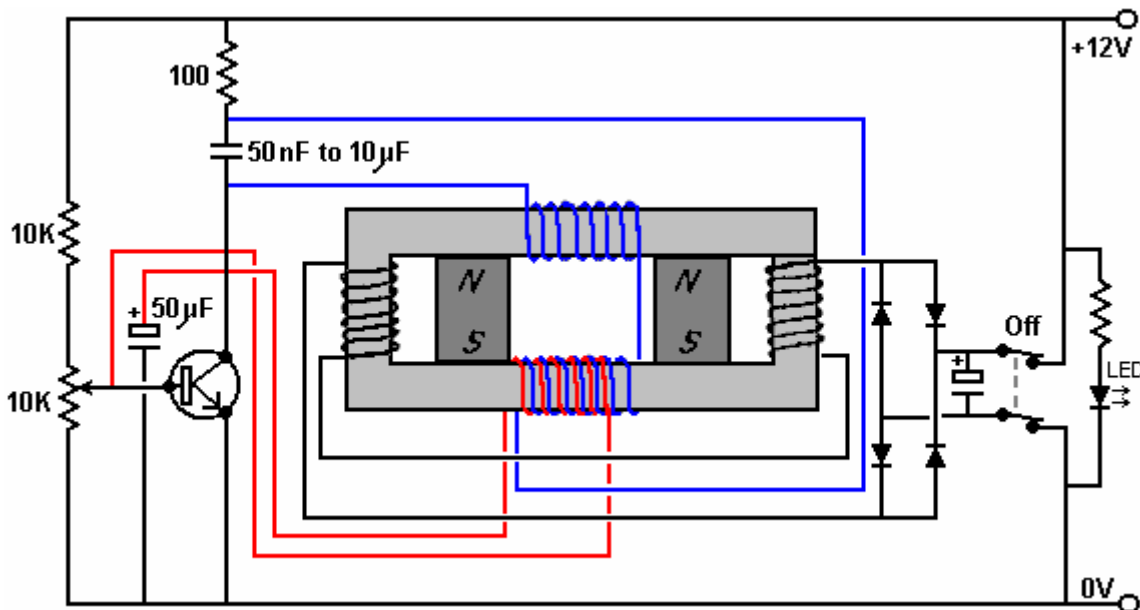 +12V
100
50nF to 10µF
10K
N
N
50µF
+
S
S
Off
+
10K
LED
0V